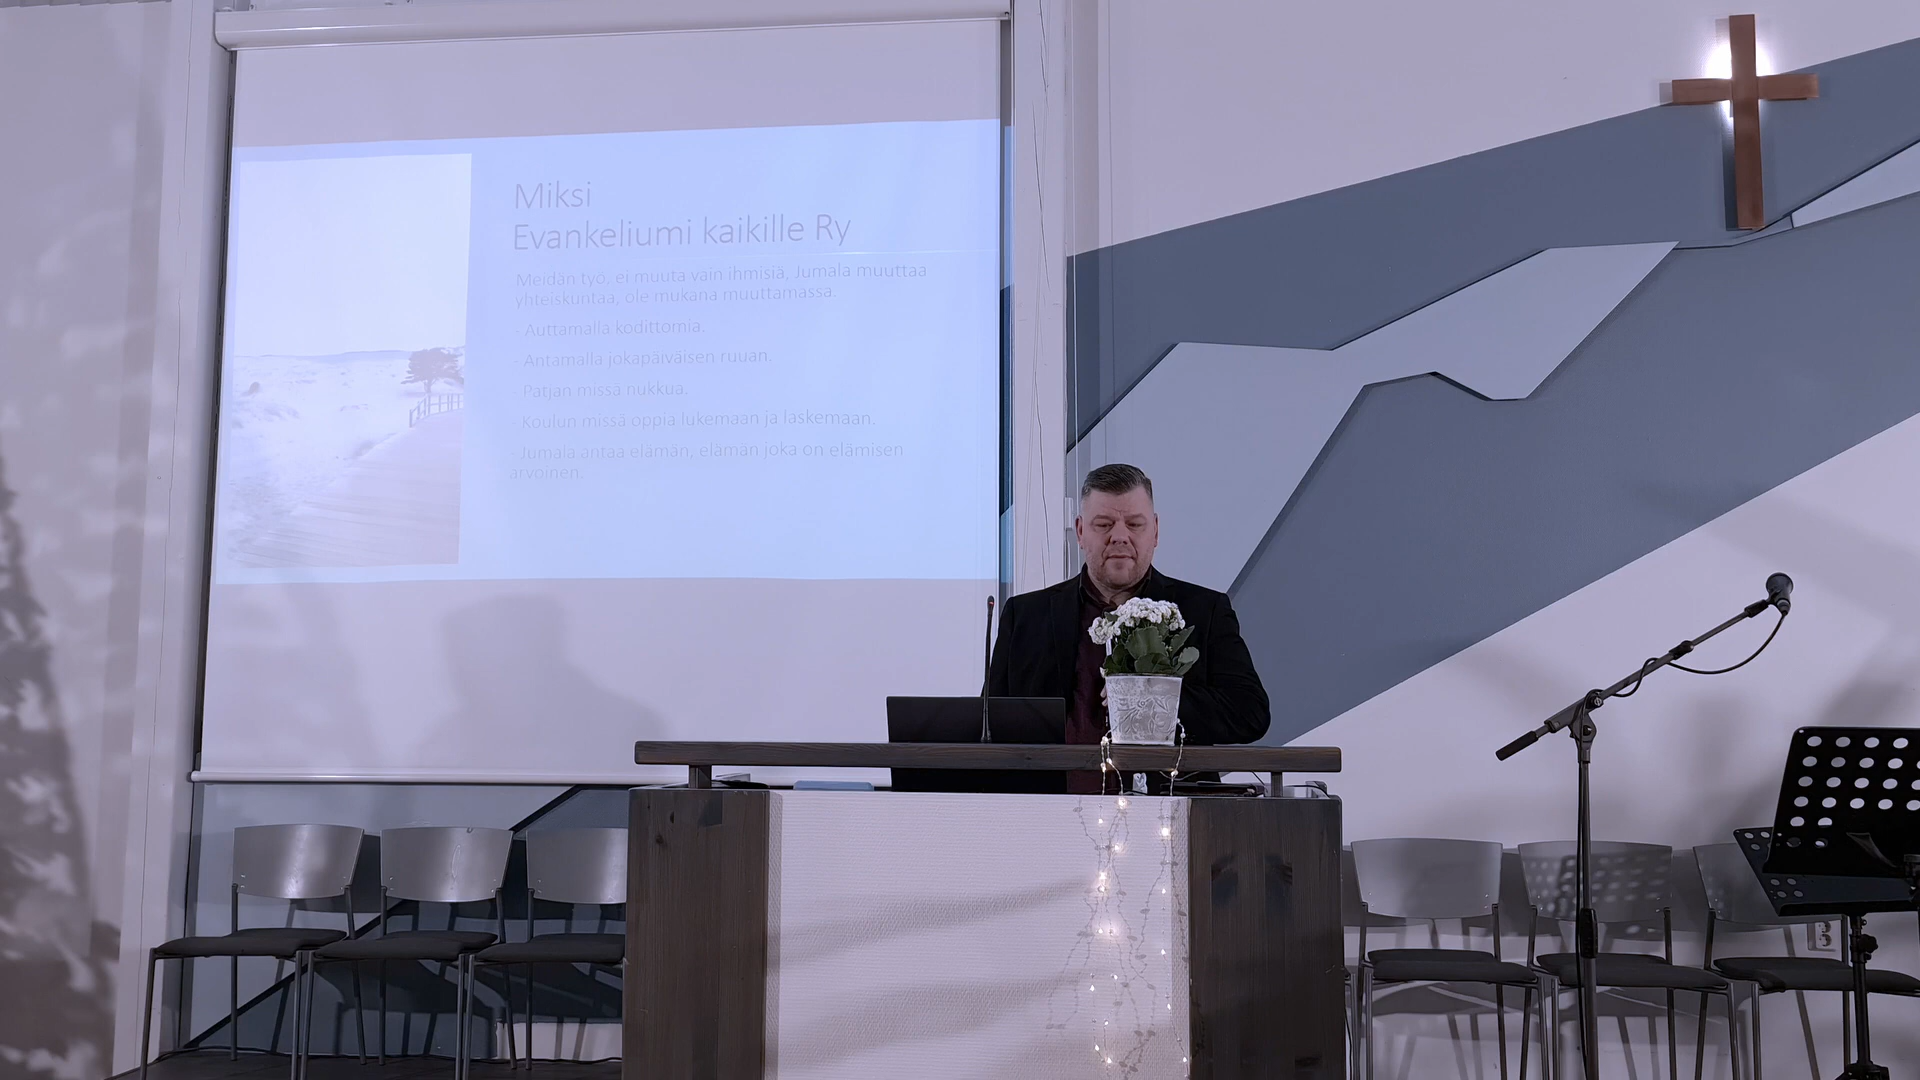 Miksi
Evankeliumi kaikille Ry
Meidän työ, ei muuta vain ihmisiä, Jumala muuttaa
yhteiskuntaa, ole mukana muuttamassa.
- Auttamalla kodittomia.
- Antamalla jokapäiväisen ruuan.
- Patjan missä nukkua.
- Koulun missä oppia lukemaan ja laskemaan.
- Jumala antaa elämän, elämän joka on elämisen
arvoinen.